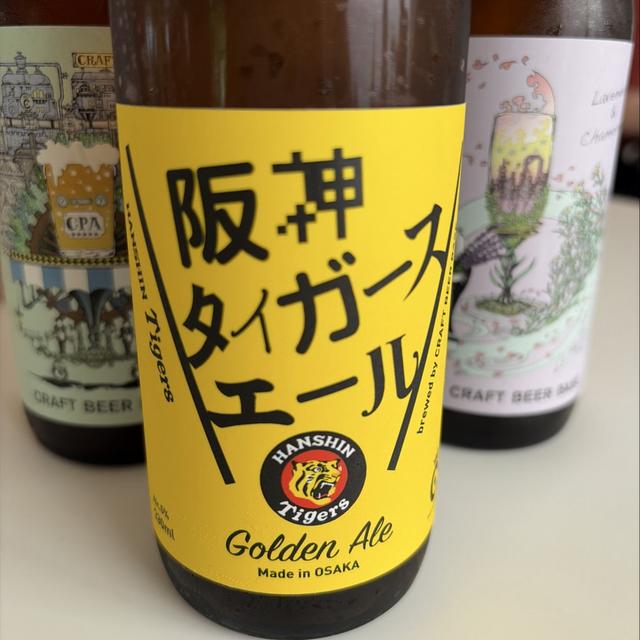 CRAFT
CPA
CRAFT BEER
阪神
タイガース
エール
HANSHIN Tigers
brewed by CRAFT BEER
HANSHIN
Tigers
Golden Ale
Made in OSAKA
&
CRAFT BEER BASE